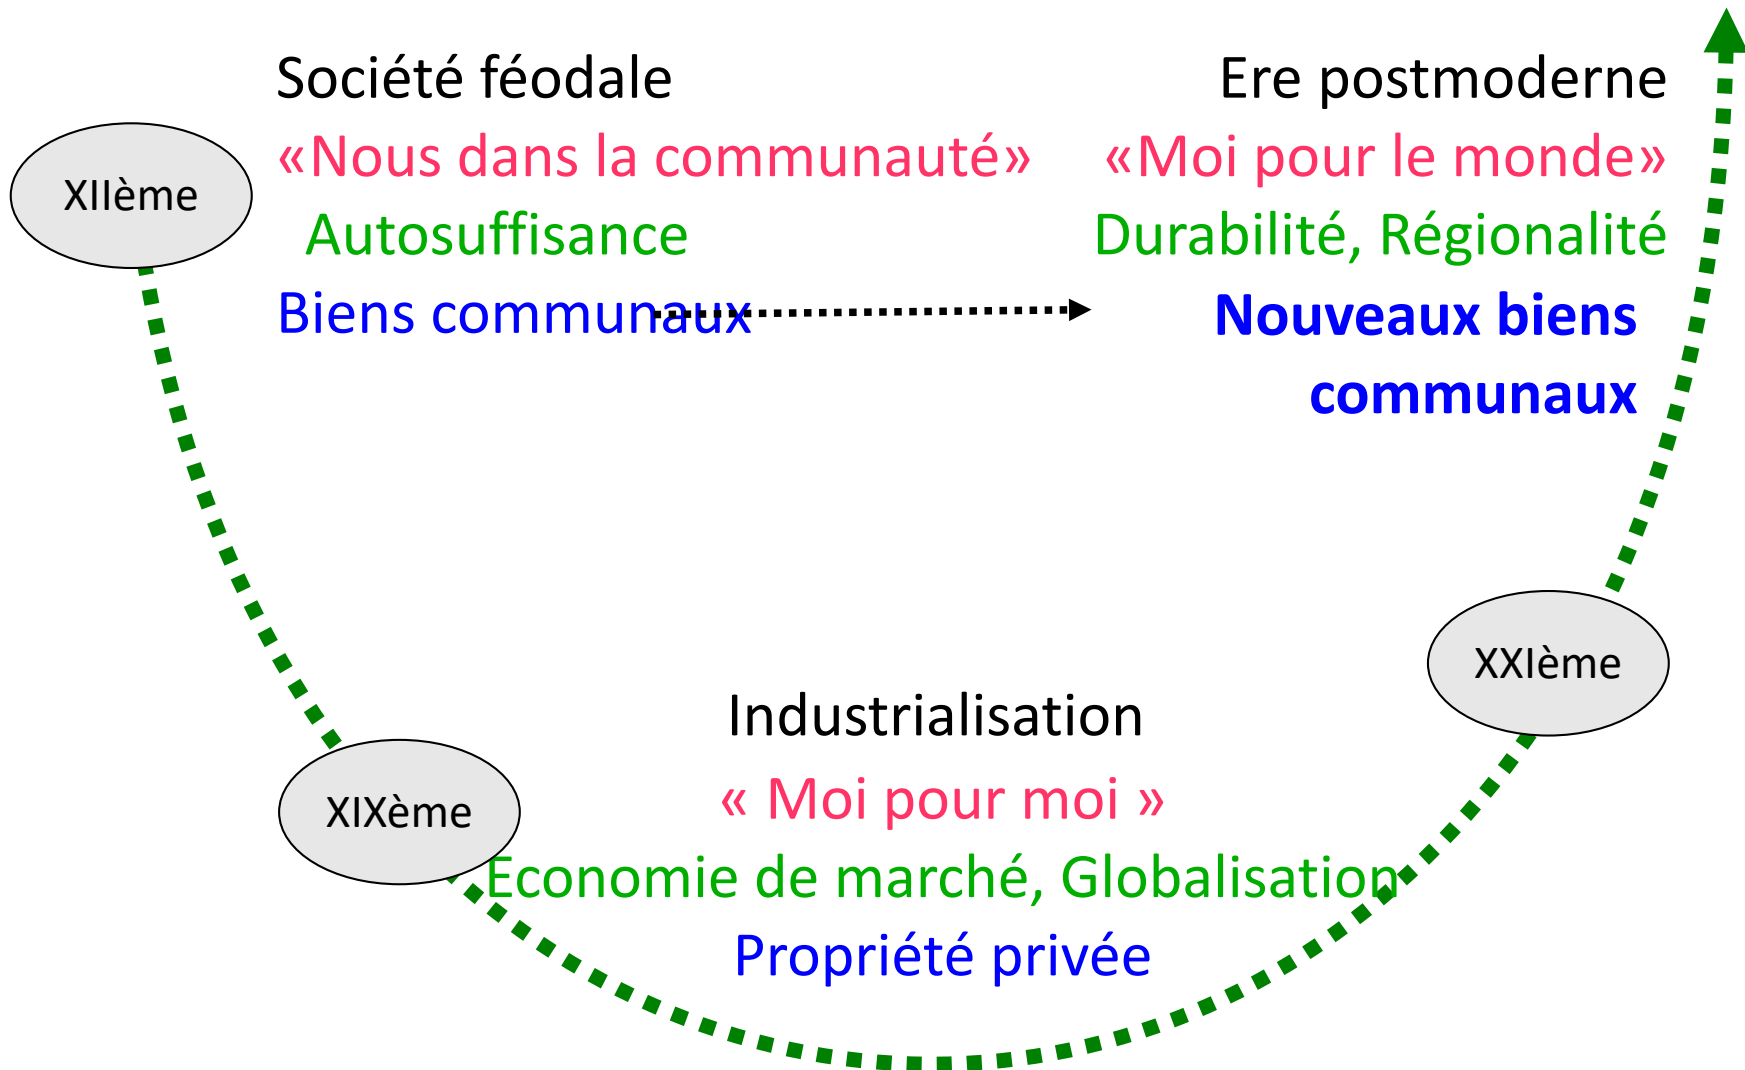 Société féodale
«Nous dans la communauté»
Autosuffisance
Biens communaux
Ere postmoderne
«Moi pour le monde»
Durabilité, Régionalité
Nouveaux biens
communaux
XIIème
XIXème
XXIème
Industrialisation
« Moi pour moi »
Economie de marché, Globalisation
Propriété privée